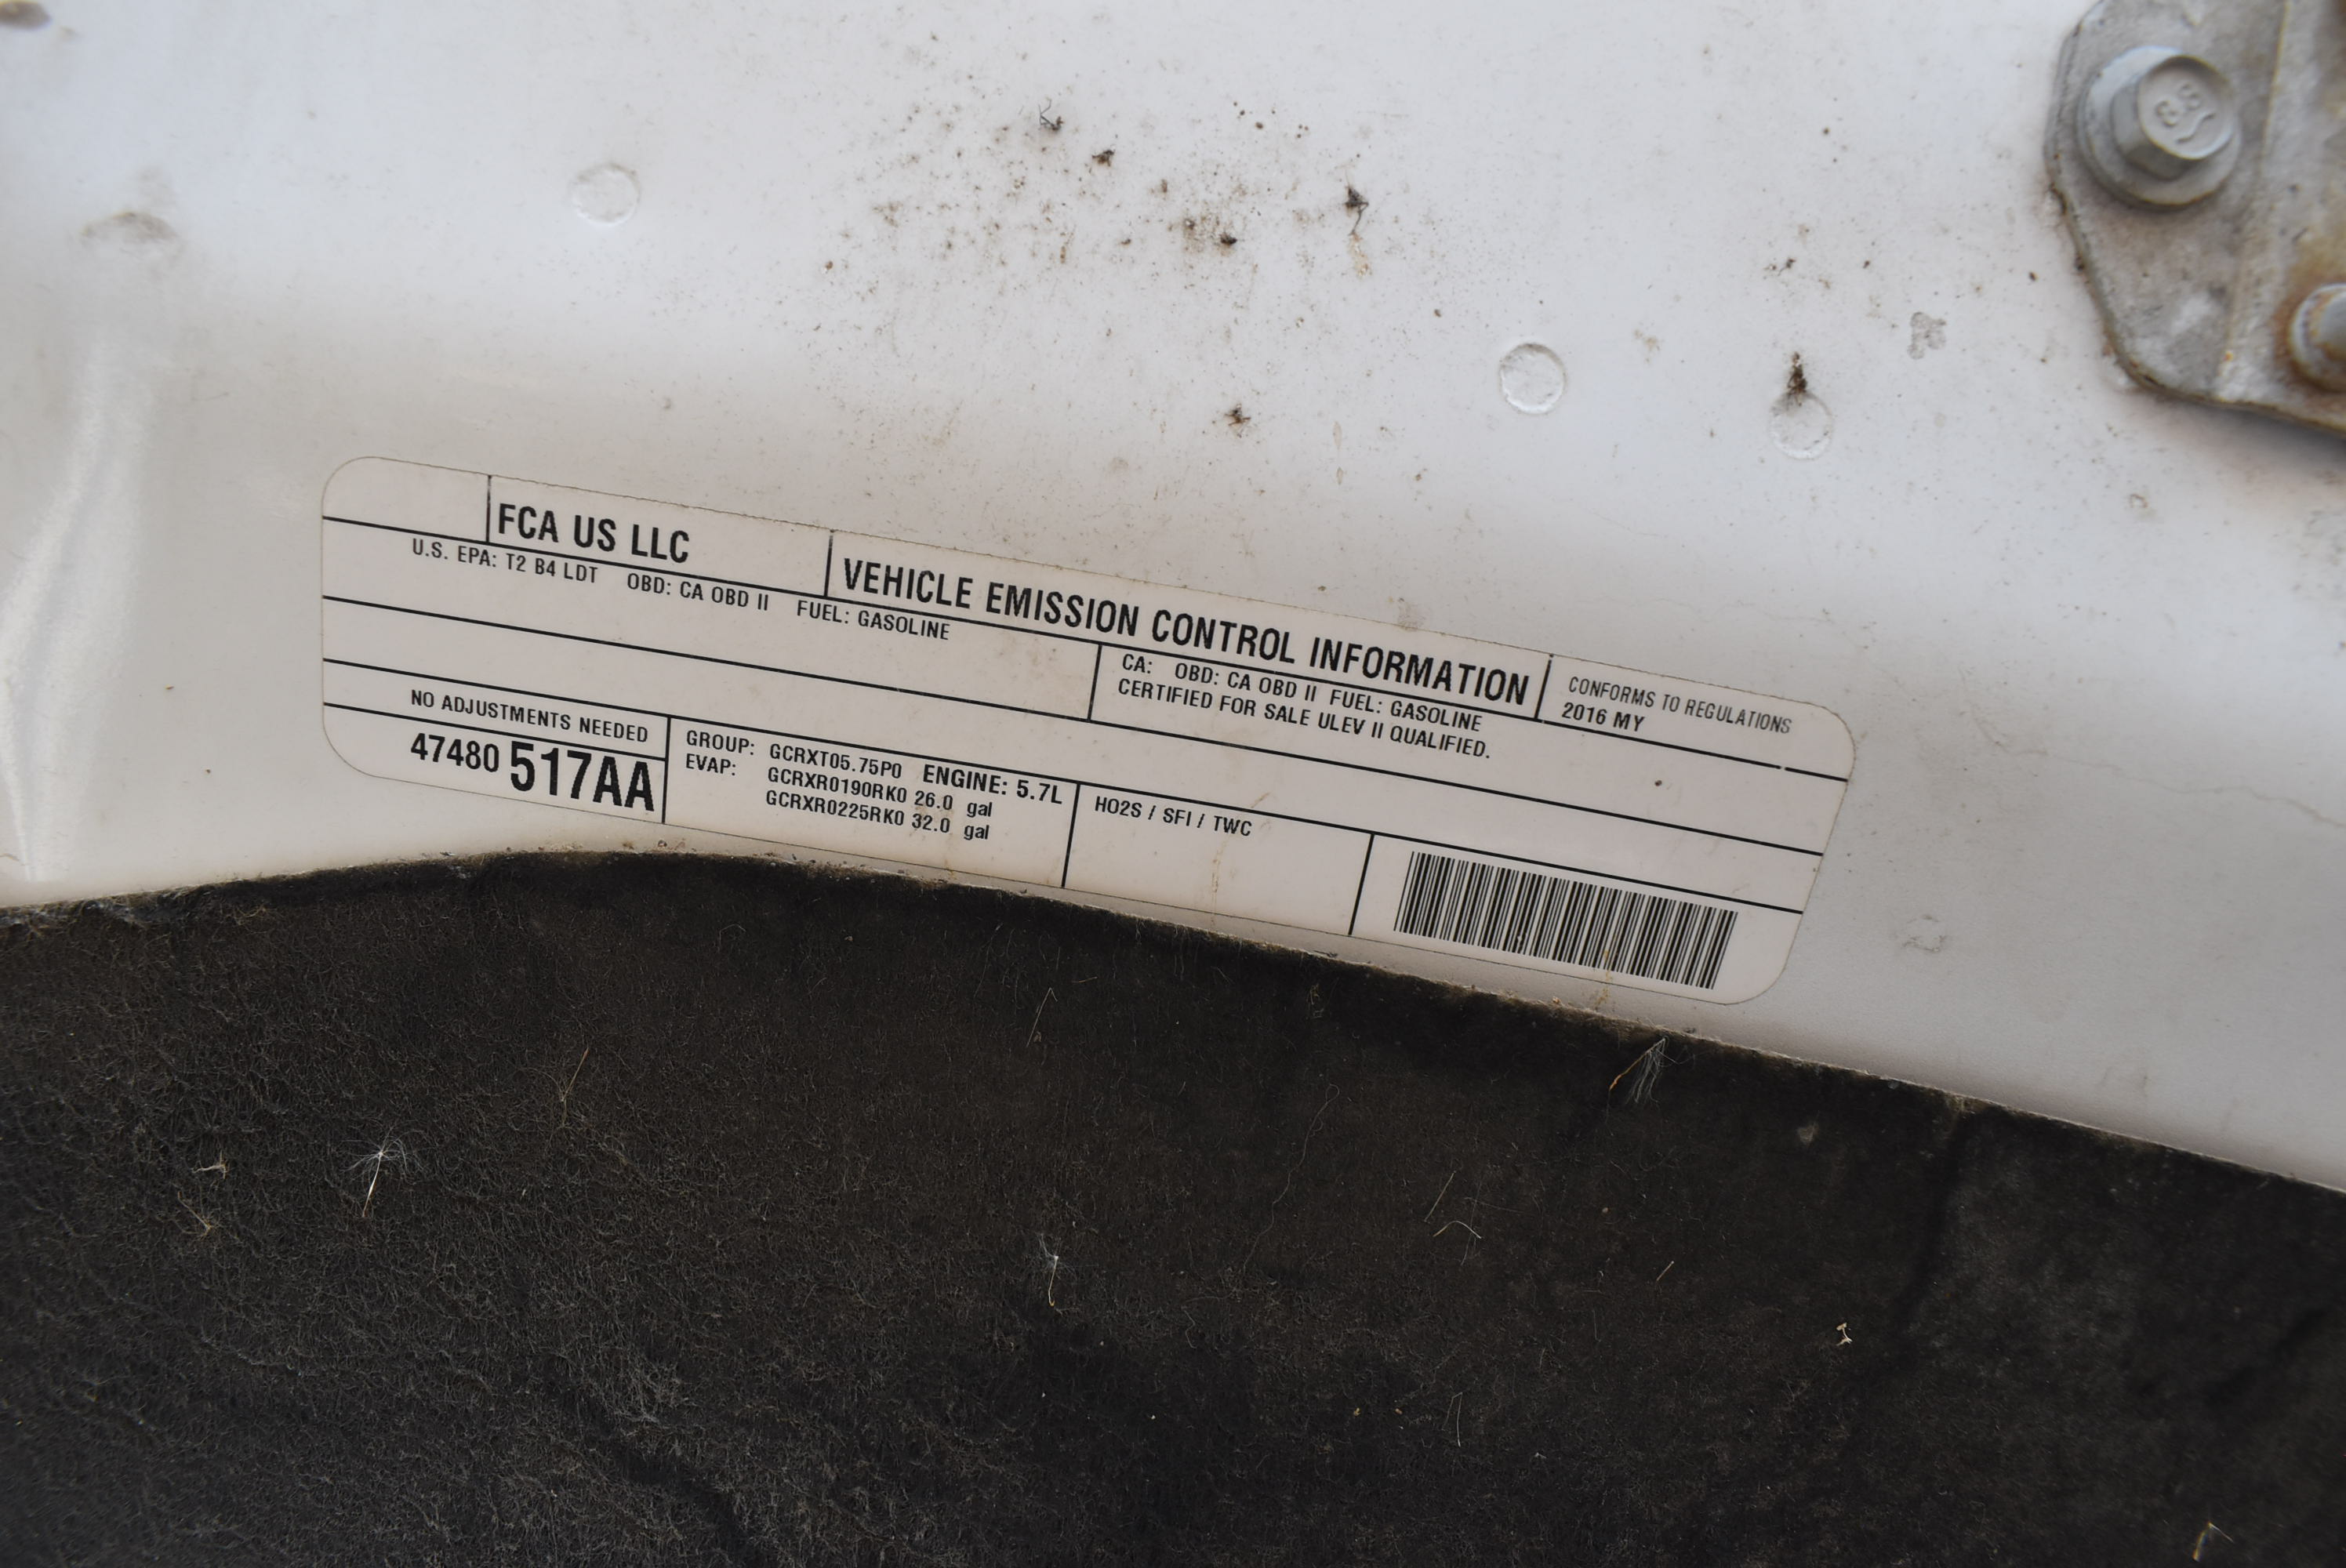 8.8
FCA US LLC
VEHICLE EMISSION CONTROL INFORMATION
CONFORMS TO REGULATIONS
2016 MY
U.S. EPA: T2 B4 LDT OBD: CA OBD II FUEL: GASOLINE
CA: OBD: CA OBD II FUEL: GASOLINE
CERTIFIED FOR SALE ULEV II QUALIFIED.
NO ADJUSTMENTS NEEDED
47480 517AA
GROUP: GCRXT05.75P0 ENGINE: 5.7L
EVAP: GCRXR0190RK0 26.0 gal
GCRXR0225RK0 32.0 gal
HO2S / SFI / TWC